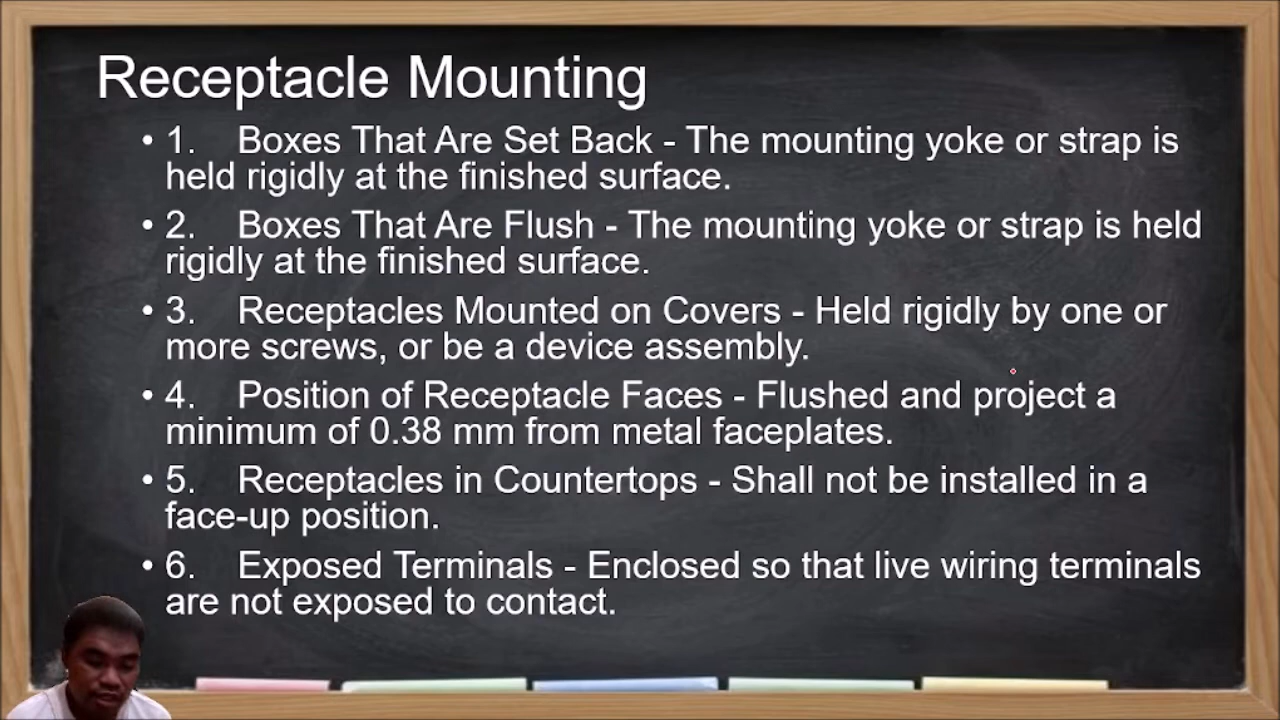 Receptacle Mounting
• 1. Boxes That Are Set Back - The mounting yoke or strap is
held rigidly at the finished surface.
• 2. Boxes That Are Flush - The mounting yoke or strap is held
rigidly at the finished surface.
• 3. Receptacles Mounted on Covers - Held rigidly by one or
more screws, or be a device assembly.
• 4. Position of Receptacle Faces - Flushed and project a
minimum of 0.38 mm from metal faceplates.
• 5. Receptacles in Countertops - Shall not be installed in a
face-up position.
• 6. Exposed Terminals - Enclosed so that live wiring terminals
are not exposed to contact.